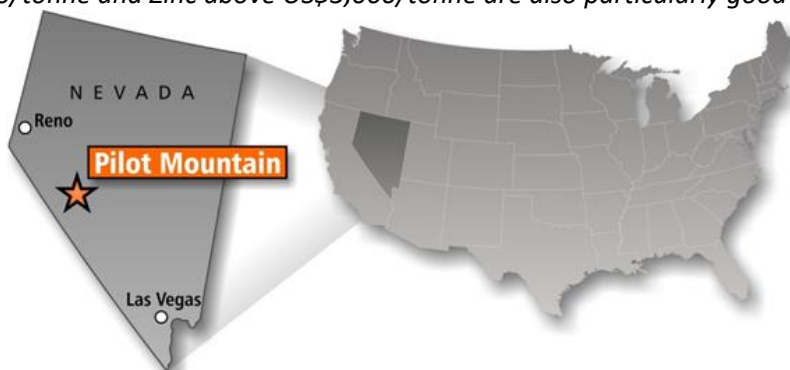 /tonne and Zinc above US$3,000/tonne are also particularly good
NEVADA
Reno
Pilot Mountain
Las Vegas